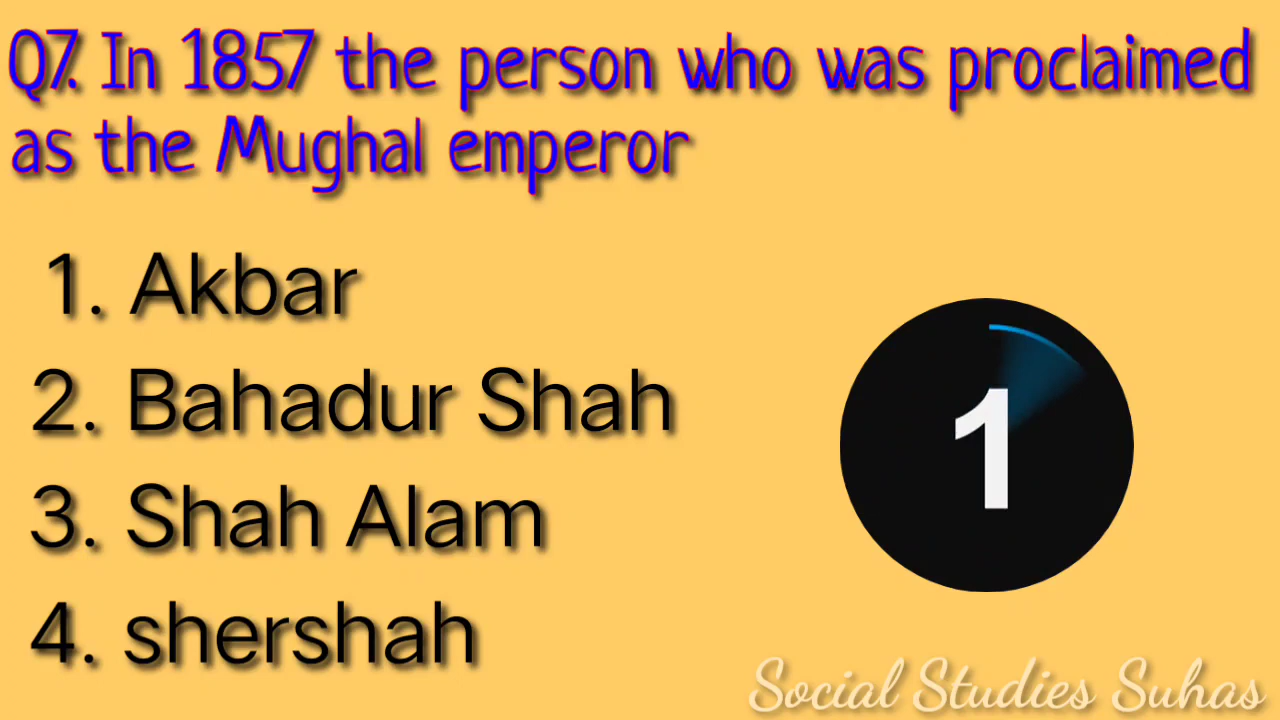 Q7. In 1857 the person who was proclaimed
as the Mughal emperor
1. Akbar
2. Bahadur Shah
3. Shah Alam
4. shershah
1
Social Studies Suhas